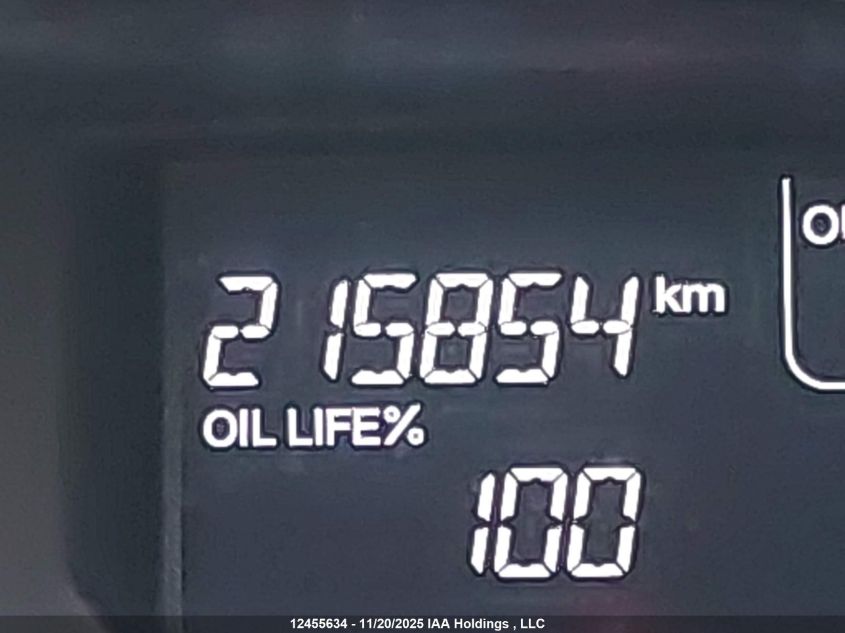 215854 km
OIL LIFE%
100
12455634 - 11/20/2025 IAA Holdings , LLC